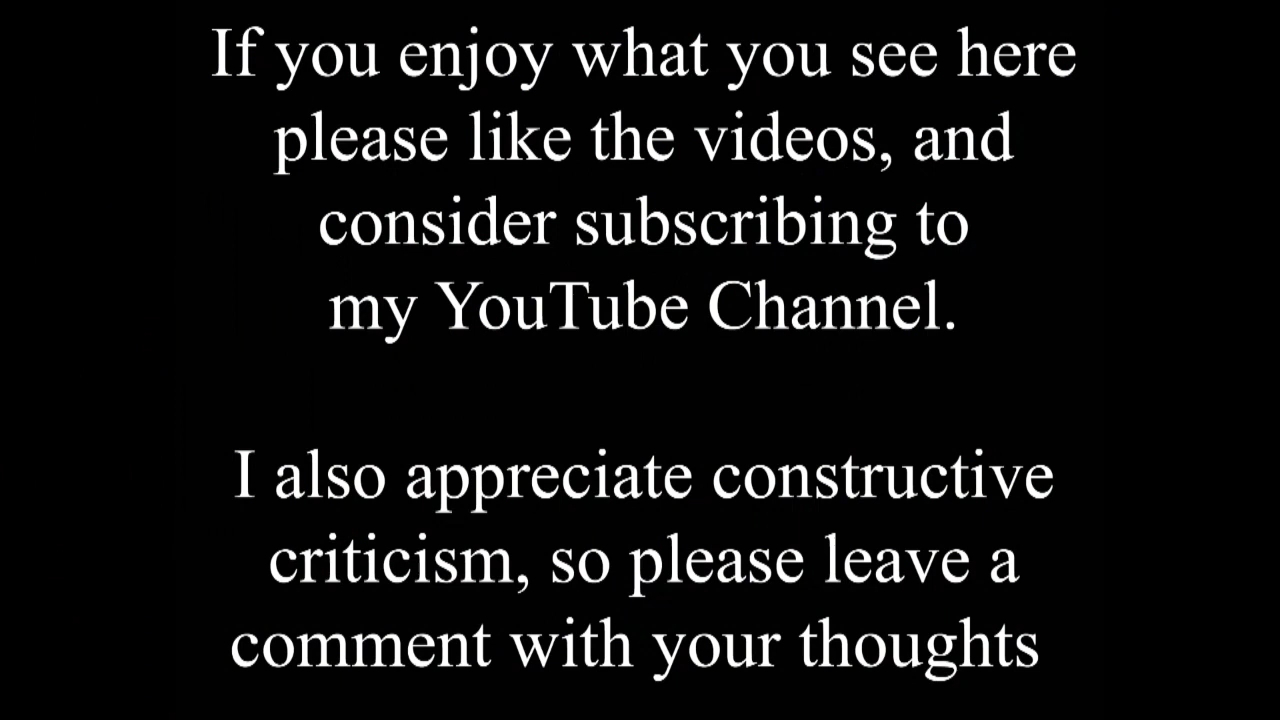 If you enjoy what you see here
please like the videos, and
consider subscribing to
my YouTube Channel.
I also appreciate constructive
criticism, so please leave a
comment with your thoughts